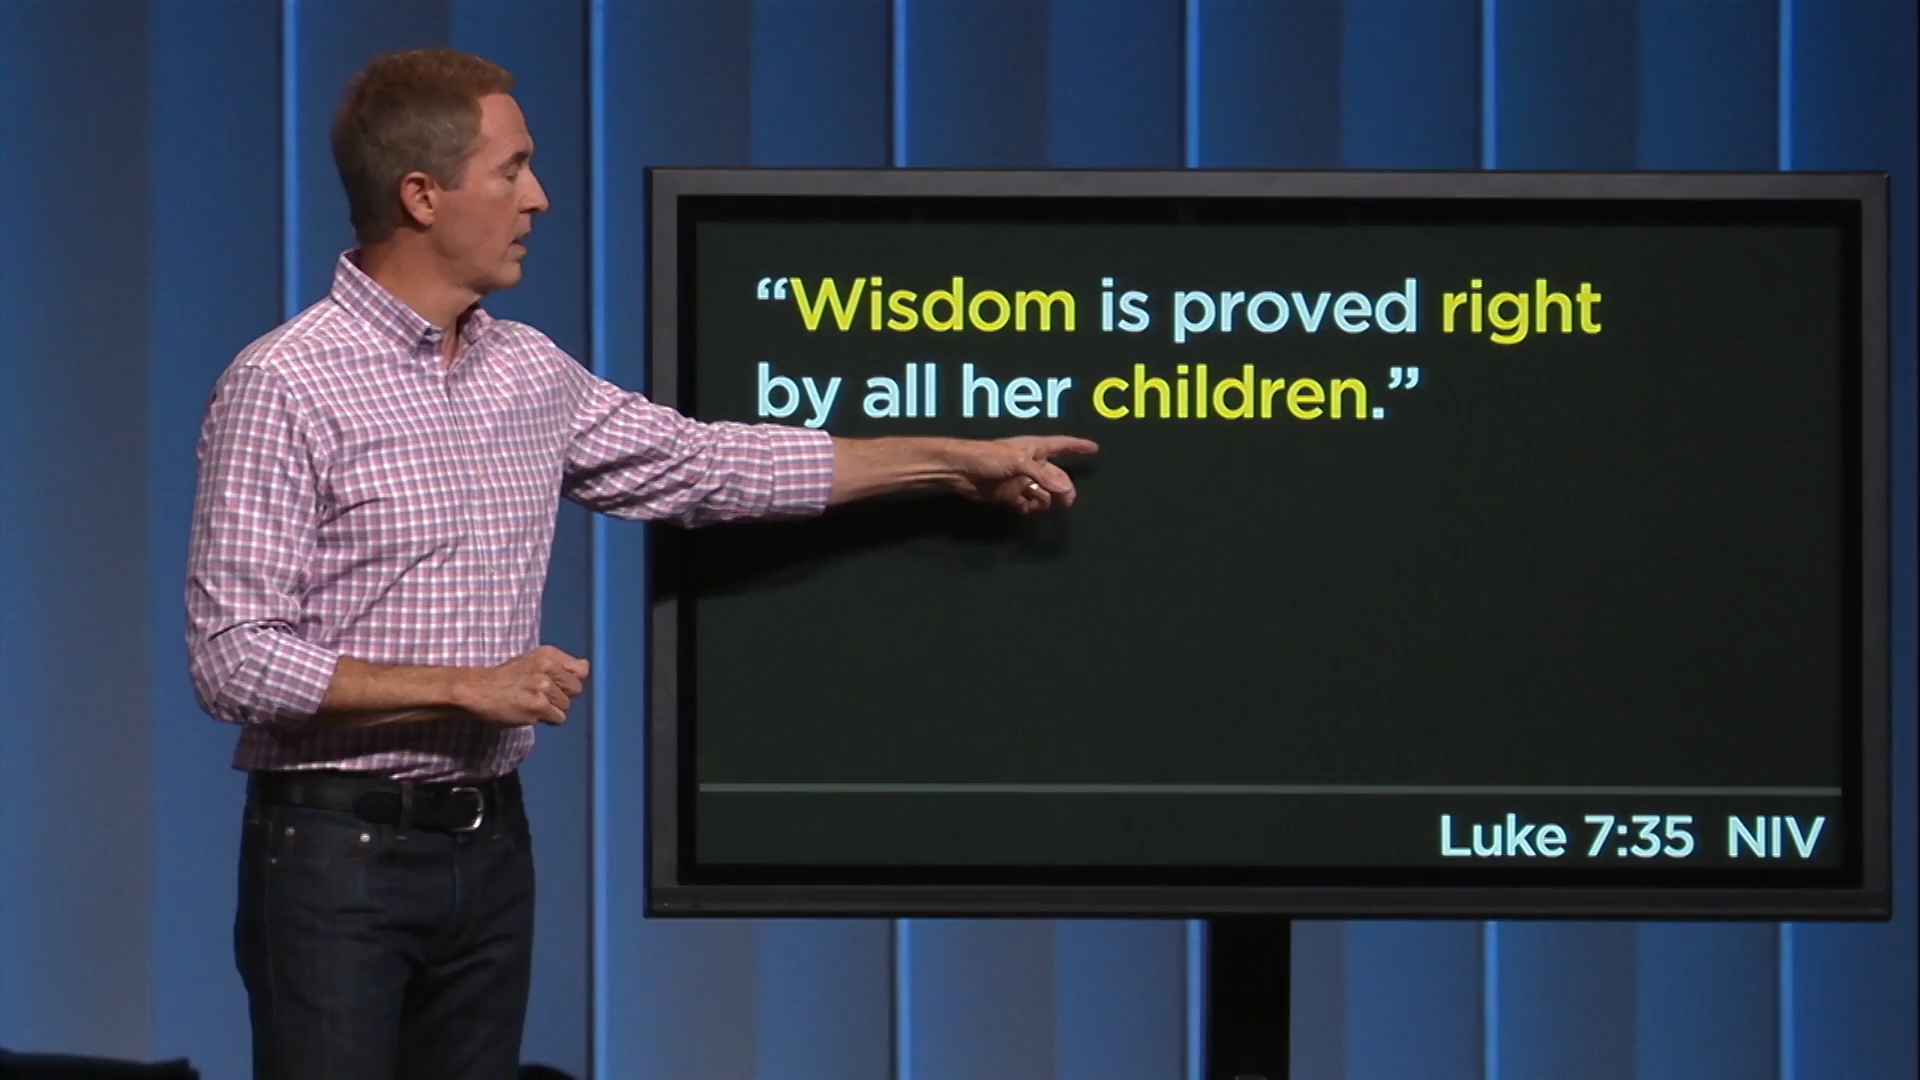 “Wisdom is proved right
by all her children.”
Luke 7:35 NIV